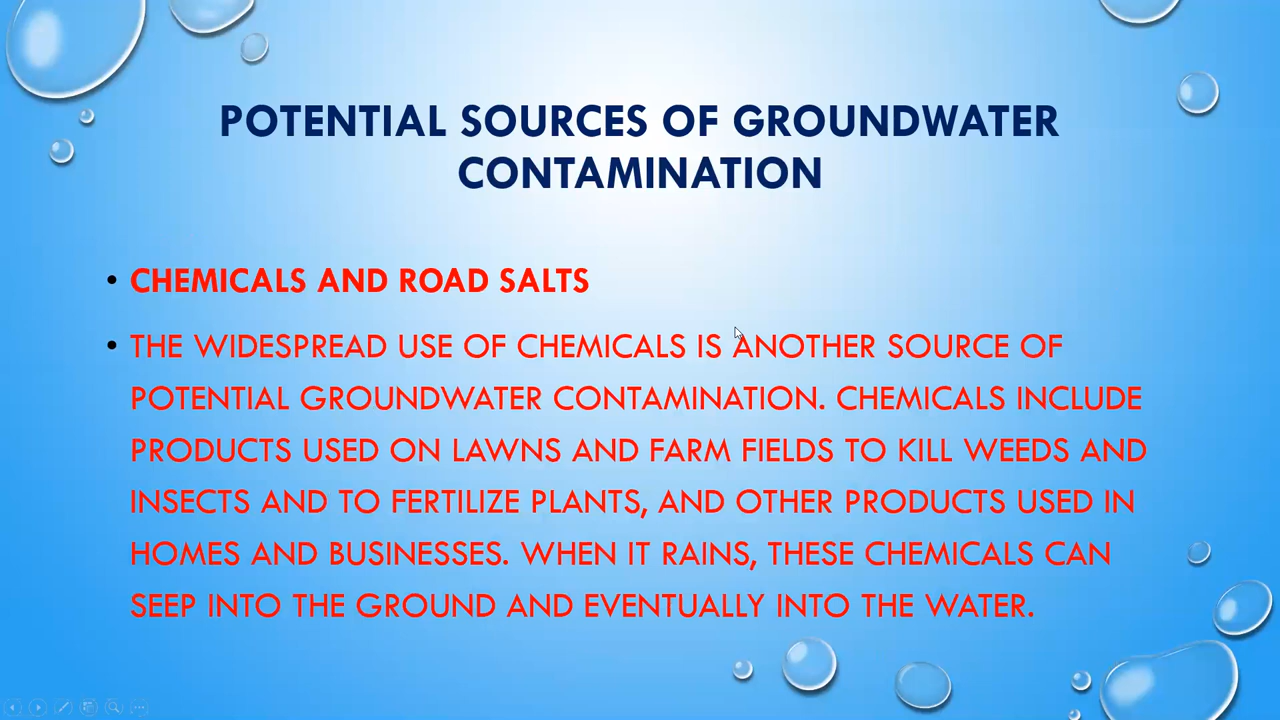 POTENTIAL SOURCES OF GROUNDWATER
CONTAMINATION
• CHEMICALS AND ROAD SALTS
• THE WIDESPREAD USE OF CHEMICALS IS ANOTHER SOURCE OF
POTENTIAL GROUNDWATER CONTAMINATION. CHEMICALS INCLUDE
PRODUCTS USED ON LAWNS AND FARM FIELDS TO KILL WEEDS AND
INSECTS AND TO FERTILIZE PLANTS, AND OTHER PRODUCTS USED IN
HOMES AND BUSINESSES. WHEN IT RAINS, THESE CHEMICALS CAN
SEEP INTO THE GROUND AND EVENTUALLY INTO THE WATER.